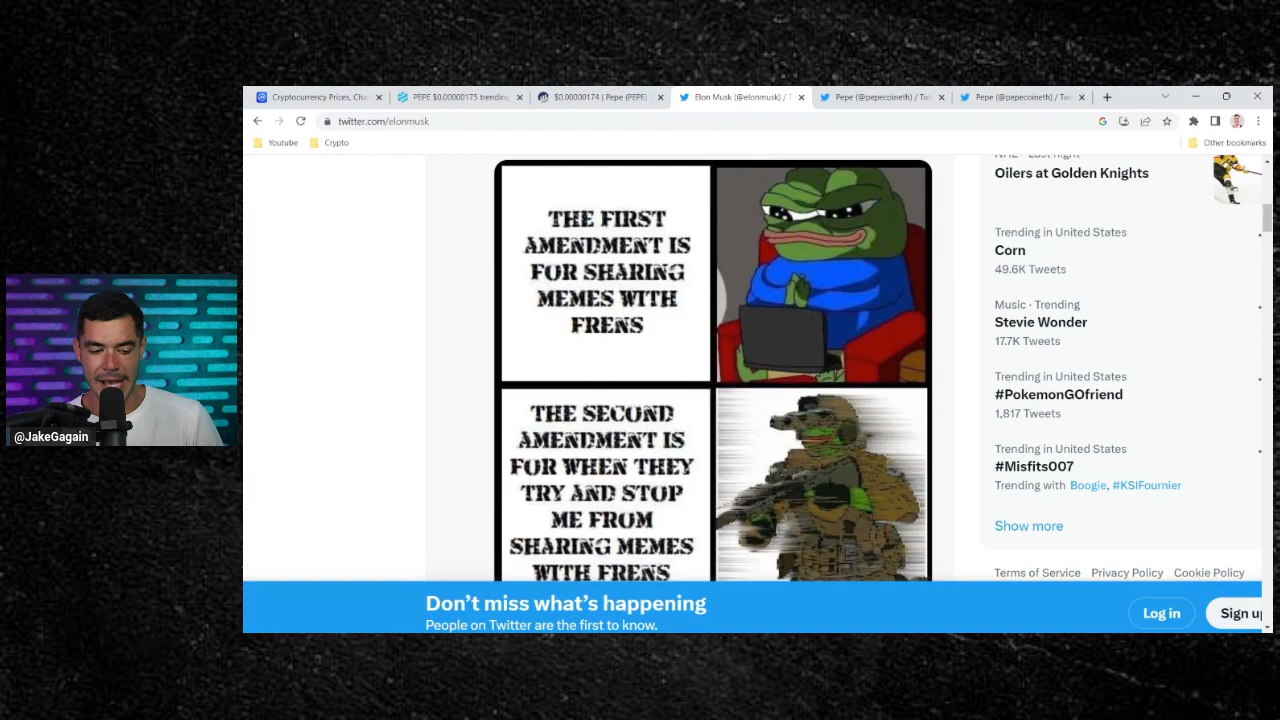 Cryptocurrency Prices, Cha
PEPE $0.00000175 trending
$0.00000174 | Pepe (PEPE)
Elon Musk (@elonmusk) / T
Pepe (@pepecoineth) / Tw
Pepe (@pepecoineth) / Tw
twitter.com/elonmusk
Youtube
Crypto
Other bookmarks
THE FIRST
AMENDMENT IS
FOR SHARING
MEMES WITH
FRENS
THE SECOND
AMENDMENT IS
FOR WHEN THEY
TRY AND STOP
ME FROM
SHARING MEMES
WITH FRENS
Oilers at Golden Knights
Trending in United States
Corn
49.6K Tweets
Music · Trending
Stevie Wonder
17.7K Tweets
Trending in United States
#PokemonGOfriend
1,817 Tweets
Trending in United States
#Misfits007
Trending with Boogie, #KSIFournier
Show more
Terms of Service Privacy Policy Cookie Policy
Don’t miss what’s happening
People on Twitter are the first to know.
Log in
Sign up
@JakeGagain